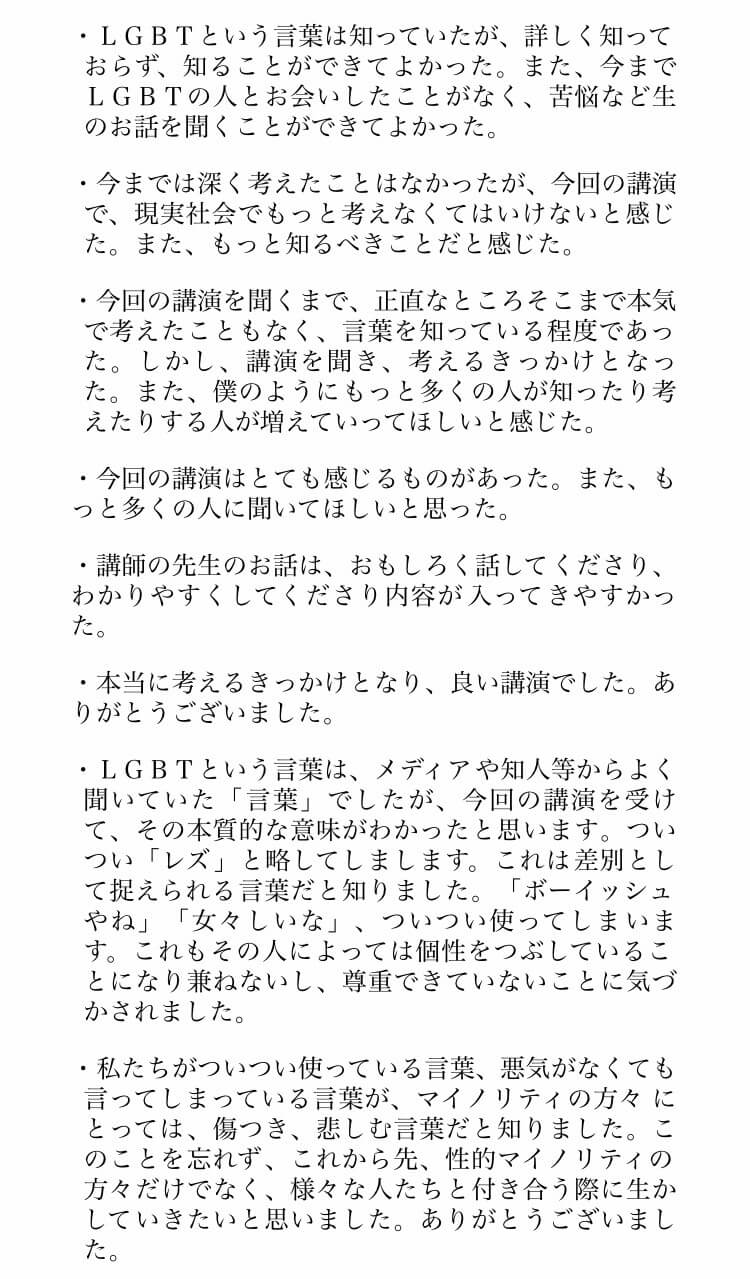 ・ＬＧＢＴという言葉は知っていたが、詳しく知って
おらず、知ることができてよかった。また、今まで
ＬＧＢＴの人とお会いしたことがなく、苦悩など生
のお話を聞くことができてよかった。
・今までは深く考えたことはなかったが、今回の講演
で、現実社会でもっと考えなくてはいけないと感じ
た。また、もっと知るべきことだと感じた。
・今回の講演を聞くまで、正直なところそこまで本気
で考えたこともなく、言葉を知っている程度であっ
た。しかし、講演を聞き、考えるきっかけとなっ
た。また、僕のようにもっと多くの人が知ったり考
えたりする人が増えていってほしいと感じた。
・今回の講演はとても感じるものがあった。また、も
っと多くの人に聞いてほしいと思った。
・講師の先生のお話は、おもしろく話してくださり、
わかりやすくしてくださり内容が入ってきやすかっ
た。
・本当に考えるきっかけとなり、良い講演でした。あ
りがとうございました。
・ＬＧＢＴという言葉は、メディアや知人等からよく
聞いていた「言葉」でしたが、今回の講演を受け
て、その本質的な意味がわかったと思います。つい
つい「レズ」と略してしまします。これは差別とし
て捉えられる言葉だと知りました。「ボーイッシュ
やね」「女々しいな」、ついつい使ってしまいま
す。これもその人によっては個性をつぶしているこ
とになり兼ねないし、尊重できていないことに気づ
かされました。
・私たちがついつい使っている言葉、悪気がなくても
言ってしまっている言葉が、マイノリティの方々 に
とっては、傷つき、悲しむ言葉だと知りました。こ
のことを忘れず、これから先、性的マイノリティの
方々だけでなく、様々な人たちと付き合う際に生か
していきたいと思いました。ありがとうございまし
た。